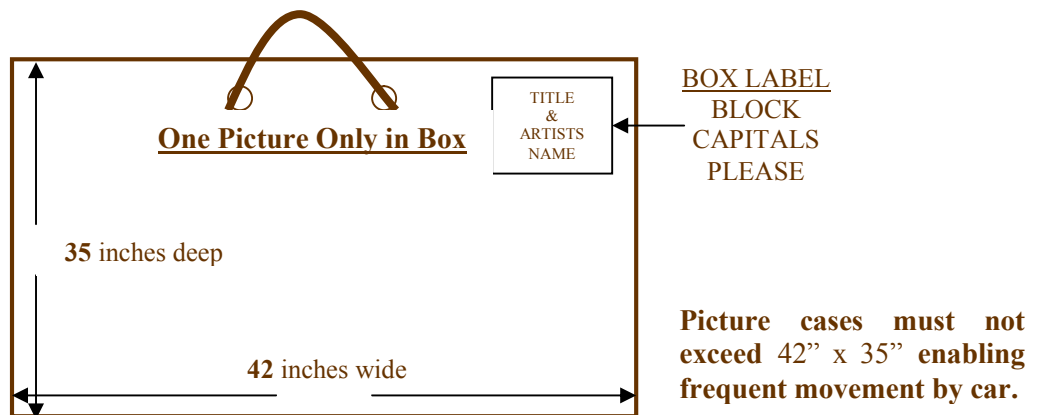 One Picture Only in Box
TITLE
&
ARTISTS
NAME
BOX LABEL
BLOCK
CAPITALS
PLEASE
35 inches deep
42 inches wide
Picture cases must not
exceed 42” x 35” enabling
frequent movement by car.